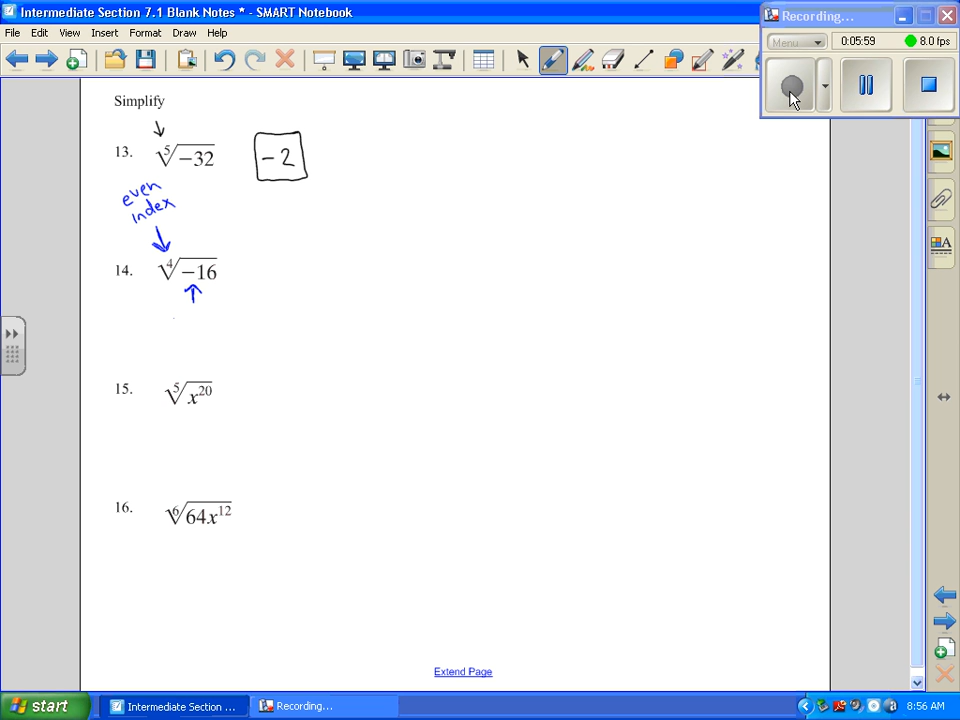 Intermediate Section 7.1 Blank Notes * - SMART Notebook
Recording...
File Edit View Insert Format Draw Help
Menu 0:05:59 8.0 fps
Simplify
13. ⁵√−32 −2
even
index
14. ⁴√−16
15. ⁵√x²⁰
16. ⁶√64x¹²
Extend Page
start Intermediate Section ... Recording... 8:56 AM